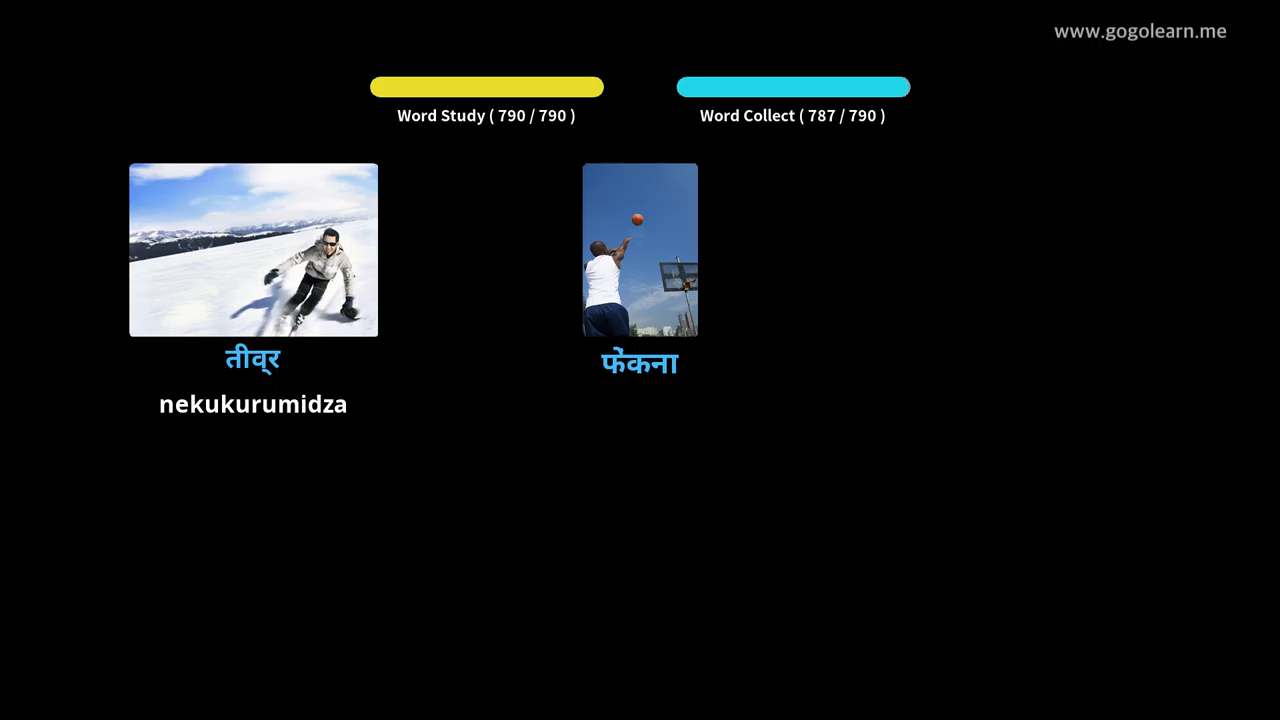 www.gogolearn.me
Word Study ( 790 / 790 )
Word Collect ( 787 / 790 )
तीव्र
फेंकना
nekukurumidza